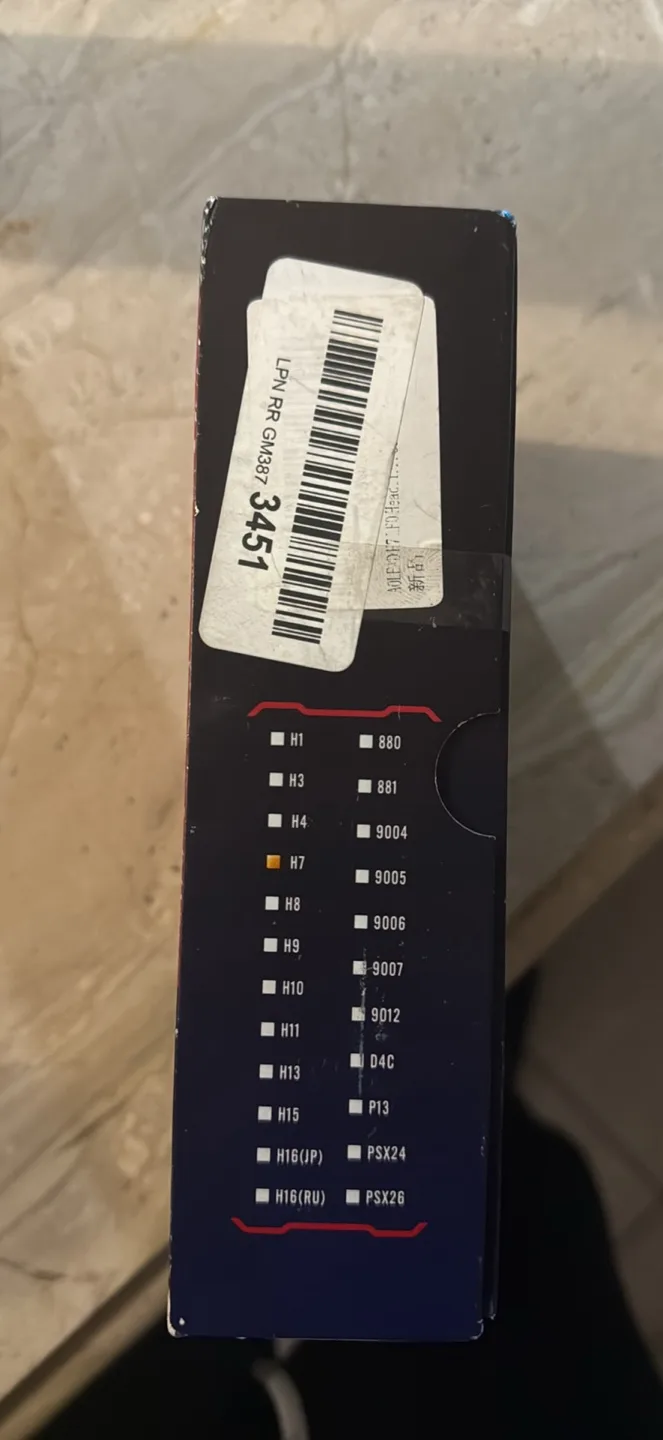 LPN RR GM387 3451
H1
H3
H4
H7
H8
H9
H10
H11
H13
H15
H16(JP)
H16(RU)
880
881
9004
9005
9006
9007
9012
D4C
P13
PSX24
PSX26